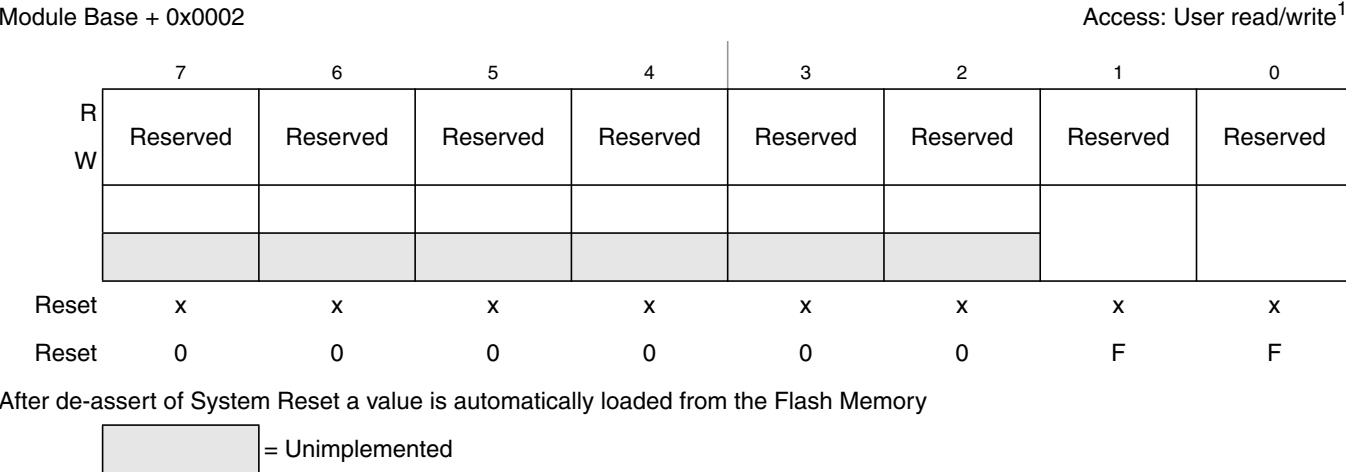 Module Base + 0x0002 Access: User read/write1
7 6 5 4 3 2 1 0
R
Reserved Reserved Reserved Reserved Reserved Reserved Reserved Reserved
W
Reset x x x x x x x x
Reset 0 0 0 0 0 0 F F
After de-assert of System Reset a value is automatically loaded from the Flash Memory
= Unimplemented